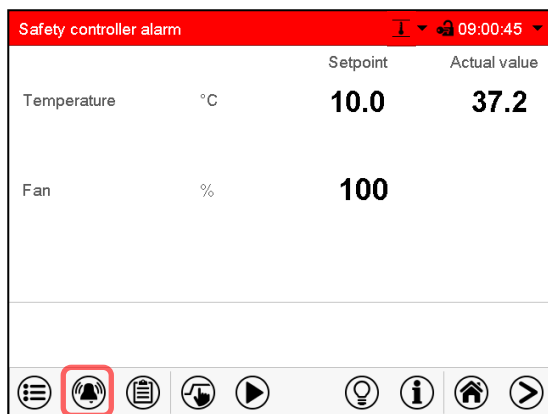 Safety controller alarm 09:00:45
Setpoint Actual value
Temperature °C 10.0 37.2
Fan % 100